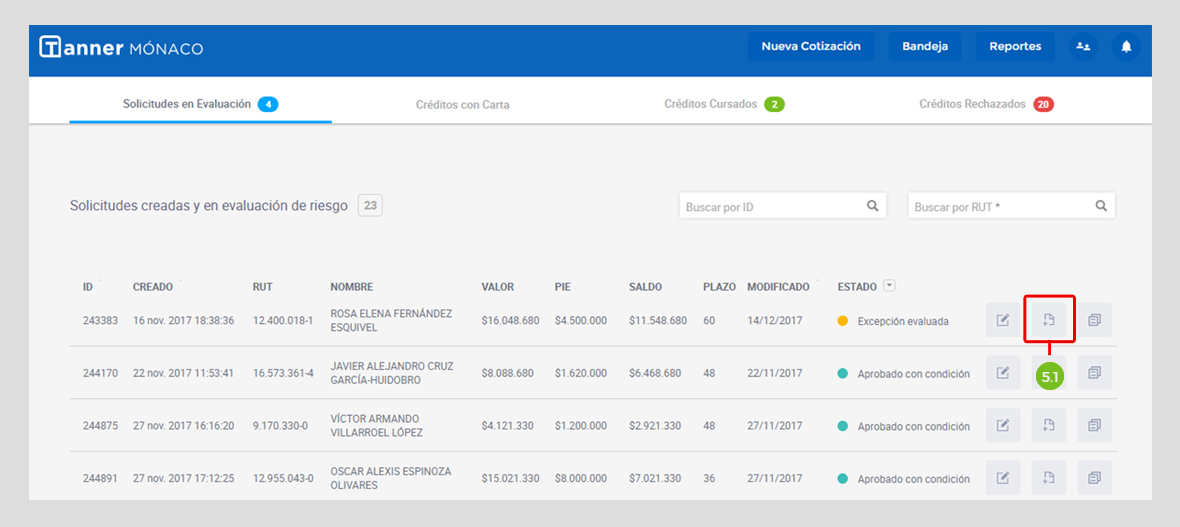 Tanner MÓNACO
Nueva Cotización Bandeja Reportes
Solicitudes en Evaluación 4 Créditos con Carta Créditos Cursados 2 Créditos Rechazados 20
Solicitudes creadas y en evaluación de riesgo 23 Buscar por ID Buscar por RUT *
ID CREADO RUT NOMBRE VALOR PIE SALDO PLAZO MODIFICADO ESTADO
243383 16 nov. 2017 18:38:36 12.400.018-1 ROSA ELENA FERNÁNDEZ ESQUIVEL $16.048.680 $4.500.000 $11.548.680 60 14/12/2017 Excepción evaluada
244170 22 nov. 2017 11:53:41 16.573.361-4 JAVIER ALEJANDRO CRUZ GARCÍA-HUIDOBRO $8.088.680 $1.620.000 $6.468.680 48 22/11/2017 Aprobado con condición 5.1
244875 27 nov. 2017 16:16:20 9.170.330-0 VÍCTOR ARMANDO VILLARROEL LÓPEZ $4.121.330 $1.200.000 $2.921.330 48 27/11/2017 Aprobado con condición
244891 27 nov. 2017 17:12:25 12.955.043-0 OSCAR ALEXIS ESPINOZA OLIVARES $15.021.330 $8.000.000 $7.021.330 36 27/11/2017 Aprobado con condición